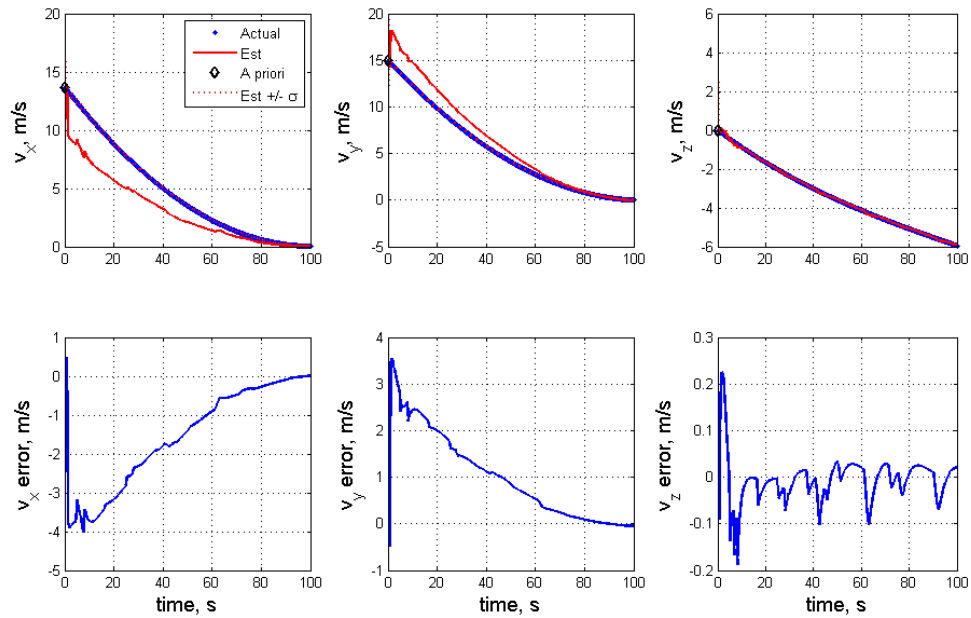 Actual
Est
A priori
Est +/- σ
v_x, m/s
20
15
10
5
0
0 20 40 60 80 100
v_y, m/s
20
15
10
5
0
-5
0 20 40 60 80 100
v_z, m/s
6
4
2
0
-2
-4
-6
0 20 40 60 80 100
v_x error, m/s
1
0
-1
-2
-3
-4
-5
0 20 40 60 80 100
time, s
v_y error, m/s
4
3
2
1
0
-1
0 20 40 60 80 100
time, s
v_z error, m/s
0.3
0.2
0.1
0
-0.1
-0.2
0 20 40 60 80 100
time, s